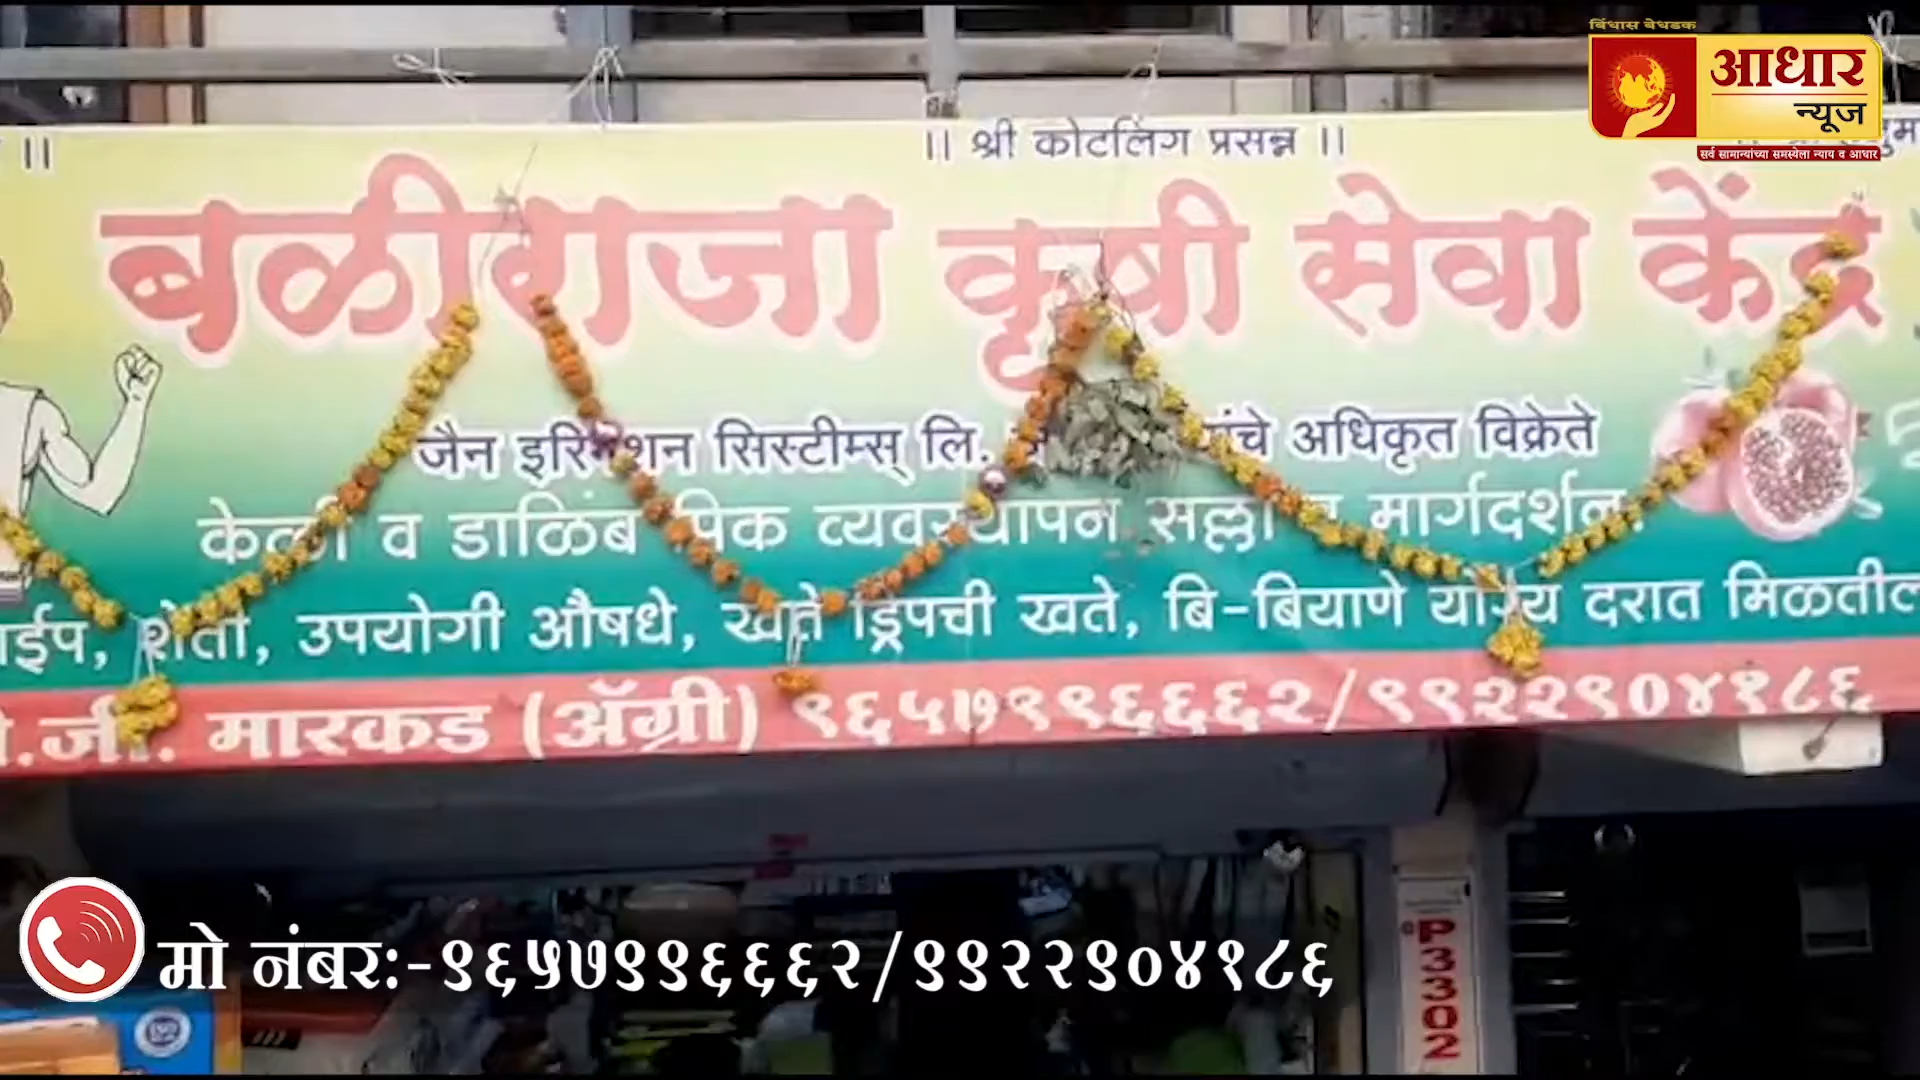 बिंधास बेधडक
आधार
न्यूज
सर्व सामान्यांच्या समस्येला न्याय व आधार
|| श्री कोटलिंग प्रसन्न ||
बळीराजा कृषी सेवा केंद्र
जैन इरिगेशन सिस्टीम्स् लि. यांचे अधिकृत विक्रेते
केळी व डाळिंब पिक व्यवस्थापन सल्ला व मार्गदर्शन.
शेती, उपयोगी औषधे, खते ड्रिपची खते, बि-बियाणे योग्य दरात मिळतील
मारकड (ॲग्री) ९६५७९९६६६२/९९२२९०४१८६
मो नंबर:-९६५७९९६६६२/९९२२९०४१८६
P3302